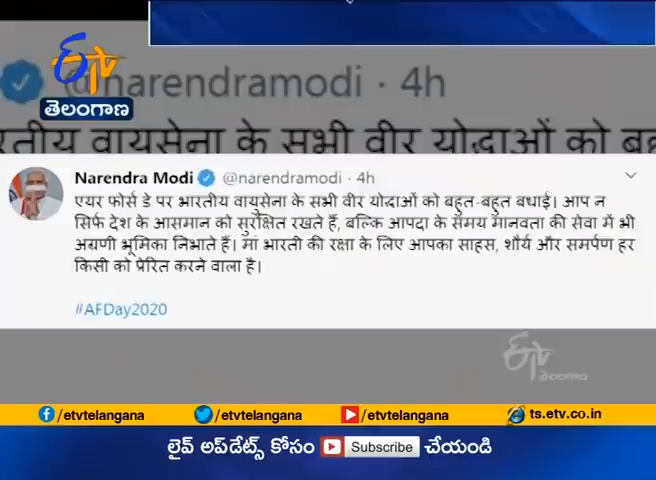 ETV
తెలంగాణ
@narendramodi · 4h
रतीय वायुसेना के सभी वीर योद्धाओं को बहु
Narendra Modi @narendramodi · 4h
एयर फोर्स डे पर भारतीय वायुसेना के सभी वीर योद्धाओं को बहुत-बहुत बधाई। आप न
सिर्फ देश के आसमान को सुरक्षित रखते हैं, बल्कि आपदा के समय मानवता की सेवा में भी
अग्रणी भूमिका निभाते हैं। मां भारती की रक्षा के लिए आपका साहस, शौर्य और समर्पण हर
किसी को प्रेरित करने वाला है।
#AFDay2020
ETV
తెలంగాణ
/etvtelangana /etvtelangana /etvtelangana ts.etv.co.in
లైవ్ అప్‌డేట్స్ కోసం Subscribe చేయండి